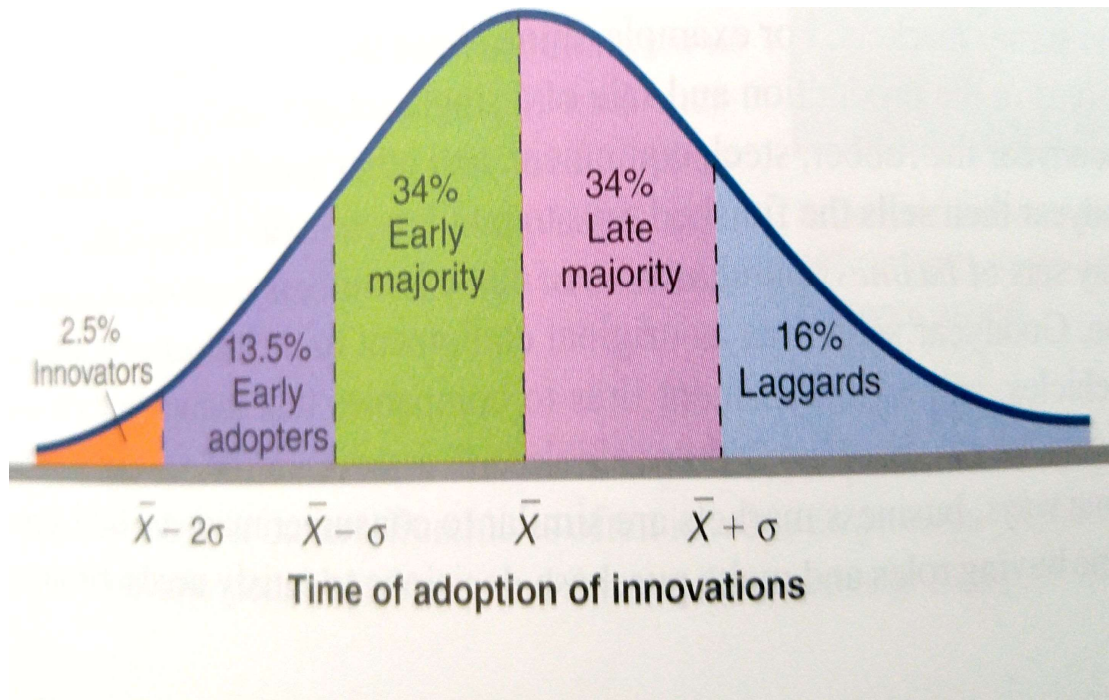 34%
Early
majority
34%
Late
majority
2.5%
Innovators
13.5%
Early
adopters
16%
Laggards
X̄ − 2σ
X̄ − σ
X̄
X̄ + σ
Time of adoption of innovations